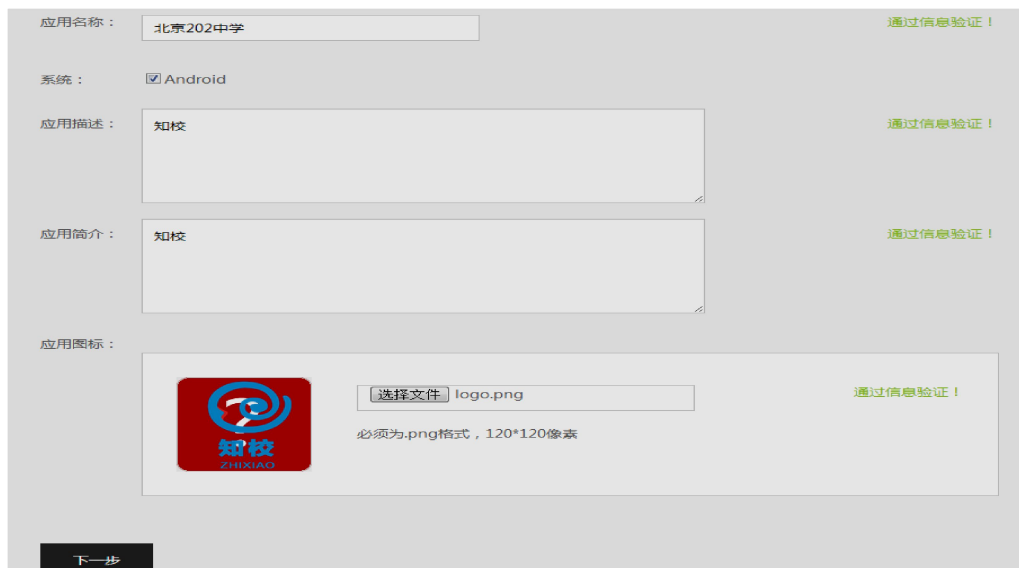 应用名称： 北京202中学 通过信息验证！
系统： Android
应用描述： 知校 通过信息验证！
应用简介： 知校 通过信息验证！
应用图标：
?
知校
ZHIXIAO
选择文件 logo.png 通过信息验证！
必须为.png格式，120*120像素
下一步